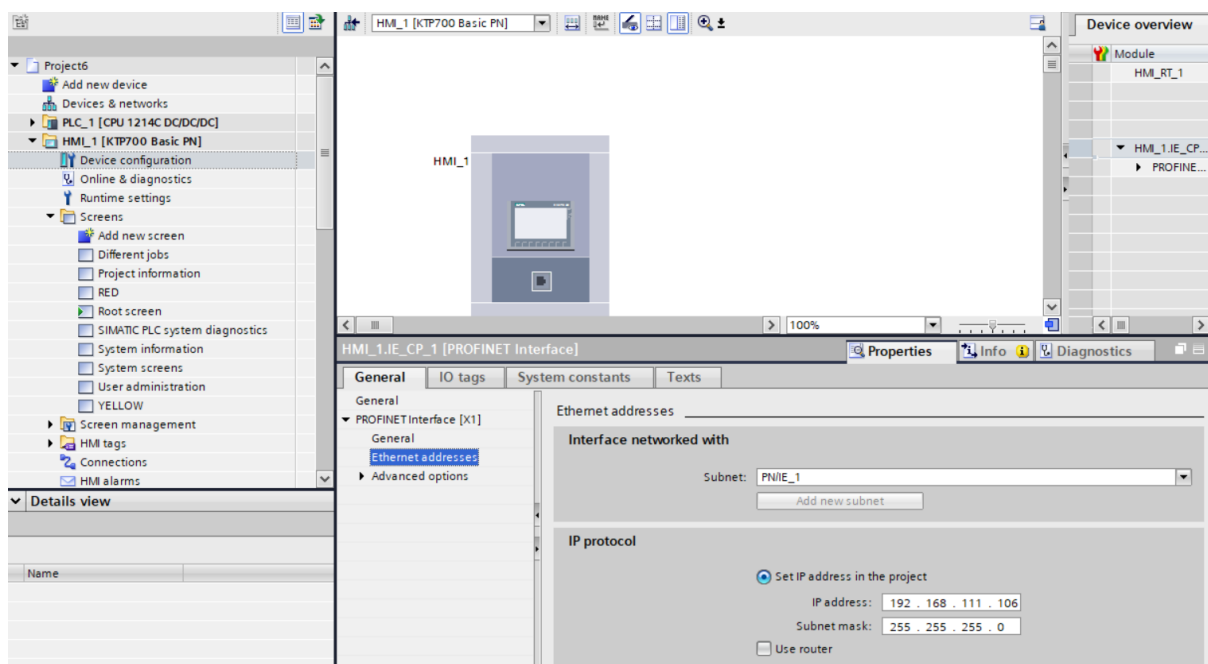 HMI_1 [KTP700 Basic PN]
Device overview
Module
HMI_RT_1
HMI_1.IE_CP...
PROFINE...
Project6
Add new device
Devices & networks
PLC_1 [CPU 1214C DC/DC/DC]
HMI_1 [KTP700 Basic PN]
Device configuration
Online & diagnostics
Runtime settings
Screens
Add new screen
Different jobs
Project information
RED
Root screen
SIMATIC PLC system diagnostics
System information
System screens
User administration
YELLOW
Screen management
HMI tags
Connections
HMI alarms
Details view
Name
HMI_1
100%
HMI_1.IE_CP_1 [PROFINET Interface]
Properties
Info
Diagnostics
General
IO tags
System constants
Texts
General
PROFINET Interface [X1]
General
Ethernet addresses
Advanced options
Ethernet addresses
Interface networked with
Subnet: PN/IE_1
Add new subnet
IP protocol
Set IP address in the project
IP address: 192 . 168 . 111 . 106
Subnet mask: 255 . 255 . 255 . 0
Use router